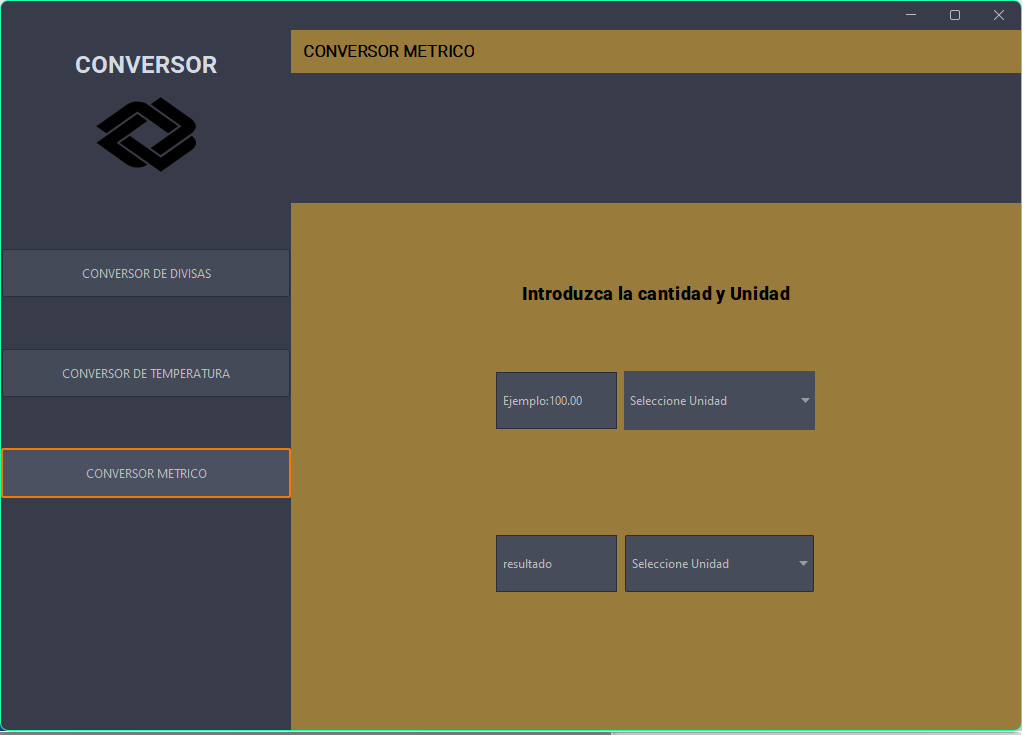 CONVERSOR
CONVERSOR DE DIVISAS
CONVERSOR DE TEMPERATURA
CONVERSOR METRICO
CONVERSOR METRICO
Introduzca la cantidad y Unidad
Ejemplo:100.00
Seleccione Unidad
resultado
Seleccione Unidad